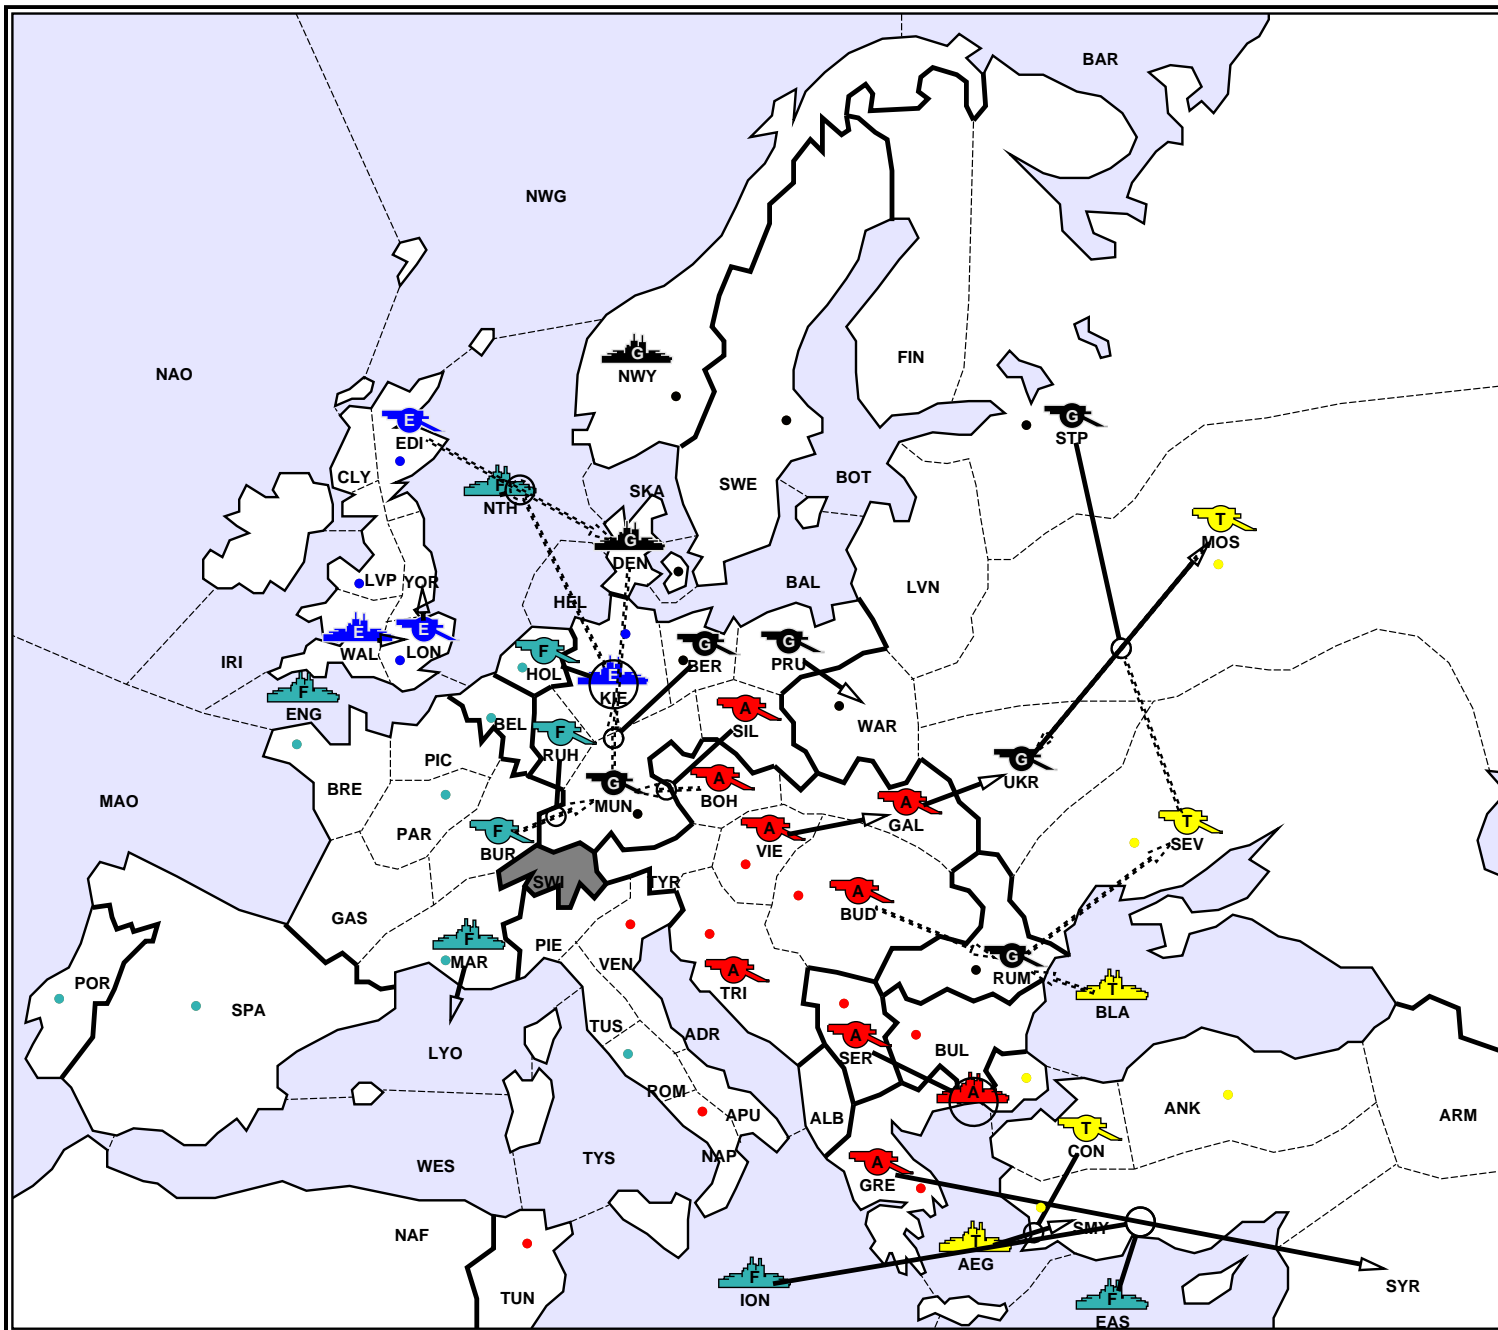 BAR
NWG
G
NWY
FIN
NAO
E
EDI
G
STP
CLY
F
NTH
SKA
SWE
BOT
T
MOS
G
DEN
LVP
YOR
HEL
BAL
LVN
E
WAL
E
LON
F
HOL
G
BER
G
PRU
IRI
E
KIE
F
ENG
BEL
F
RUH
A
SIL
WAR
PIC
BRE
G
MUN
A
BOH
G
UKR
MAO
PAR
F
BUR
A
VIE
A
GAL
T
SEV
SWI
TYR
A
BUD
GAS
F
MAR
PIE
VEN
A
TRI
G
RUM
POR
SPA
T
BLA
TUS
ADR
LYO
A
SER
BUL
ROM
APU
ALB
A
ANK
ARM
T
CON
WES
TYS
NAP
A
GRE
NAF
SMY
T
AEG
F
ION
TUN
F
EAS
SYR